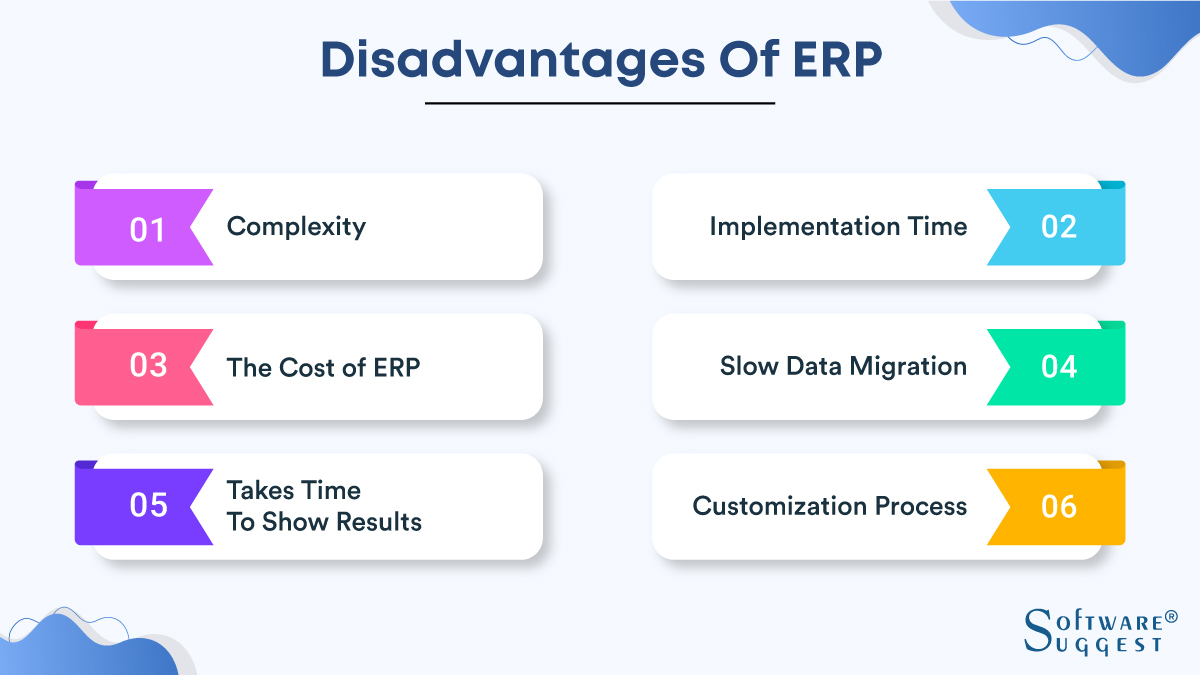 Disadvantages Of ERP
01
Complexity
Implementation Time
02
03
The Cost of ERP
Slow Data Migration
04
05
Takes Time
To Show Results
Customization Process
06
SOFTWARE®
SUGGEST